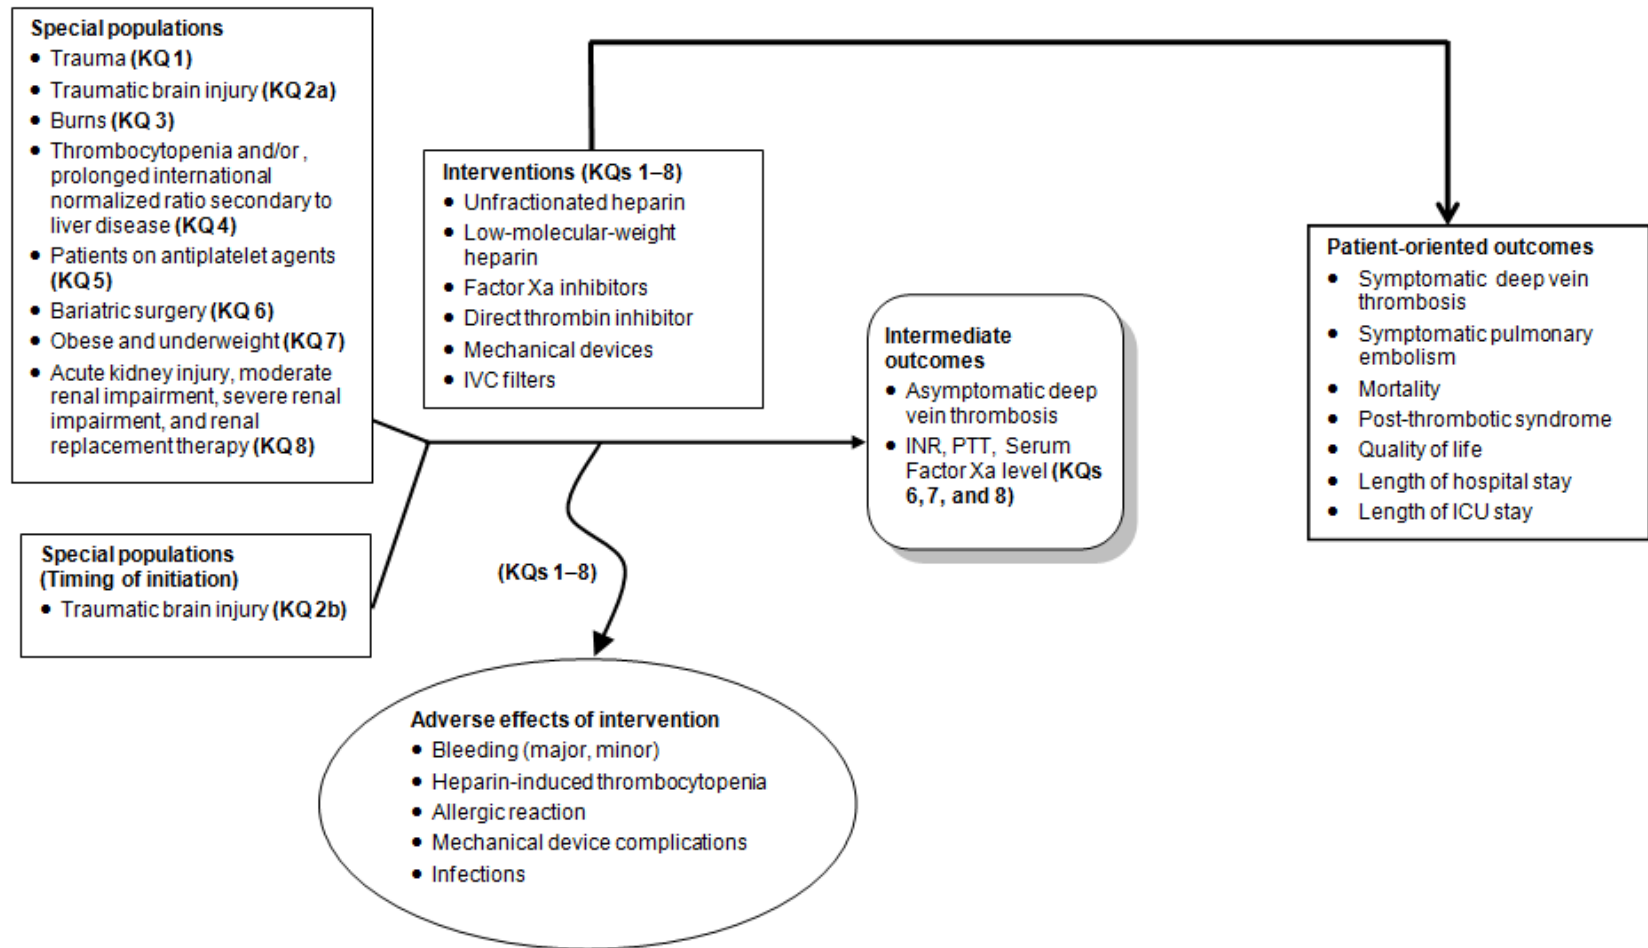 Special populations
• Trauma (KQ 1)
• Traumatic brain injury (KQ 2a)
• Burns (KQ 3)
• Thrombocytopenia and/or ,
prolonged international
normalized ratio secondary to
liver disease (KQ 4)
• Patients on antiplatelet agents
(KQ 5)
• Bariatric surgery (KQ 6)
• Obese and underweight (KQ 7)
• Acute kidney injury, moderate
renal impairment, severe renal
impairment, and renal
replacement therapy (KQ 8)
Special populations
(Timing of initiation)
• Traumatic brain injury (KQ 2b)
Interventions (KQs 1–8)
• Unfractionated heparin
• Low-molecular-weight
heparin
• Factor Xa inhibitors
• Direct thrombin inhibitor
• Mechanical devices
• IVC filters
(KQs 1–8)
Adverse effects of intervention
• Bleeding (major, minor)
• Heparin-induced thrombocytopenia
• Allergic reaction
• Mechanical device complications
• Infections
Intermediate
outcomes
• Asymptomatic deep
vein thrombosis
• INR, PTT, Serum
Factor Xa level (KQs
6, 7, and 8)
Patient-oriented outcomes
• Symptomatic deep vein
thrombosis
• Symptomatic pulmonary
embolism
• Mortality
• Post-thrombotic syndrome
• Quality of life
• Length of hospital stay
• Length of ICU stay